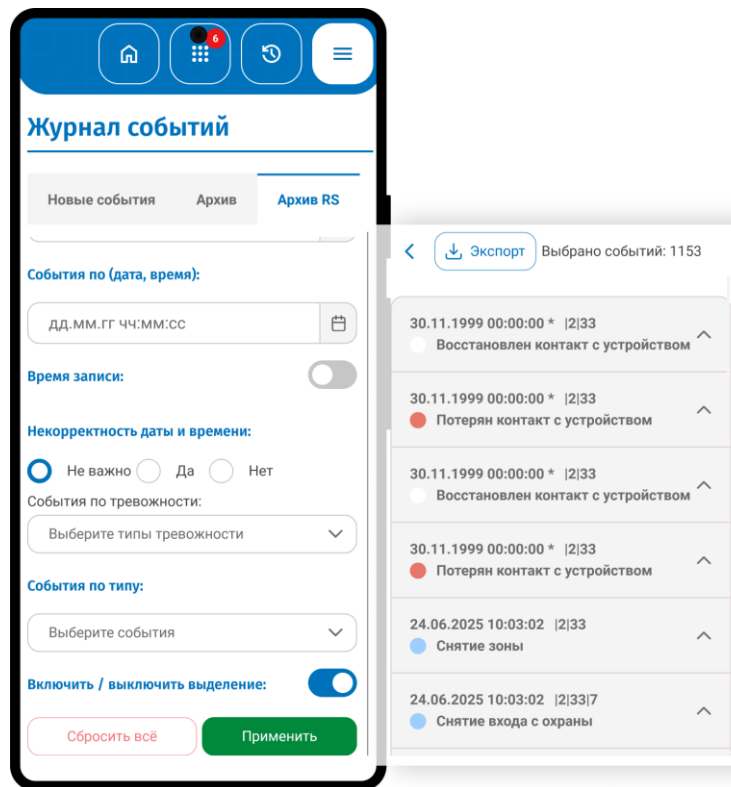 6
Журнал событий
Новые события Архив Архив RS
События по (дата, время):
дд.мм.гг чч:мм:сс
Время записи:
Некорректность даты и времени:
Не важно Да Нет
События по тревожности:
Выберите типы тревожности
События по типу:
Выберите события
Включить / выключить выделение:
Сбросить всё Применить
Экспорт Выбрано событий: 1153
30.11.1999 00:00:00 * |2|33
Восстановлен контакт с устройством
30.11.1999 00:00:00 * |2|33
Потерян контакт с устройством
30.11.1999 00:00:00 * |2|33
Восстановлен контакт с устройством
30.11.1999 00:00:00 * |2|33
Потерян контакт с устройством
24.06.2025 10:03:02 |2|33
Снятие зоны
24.06.2025 10:03:02 |2|33|7
Снятие входа с охраны